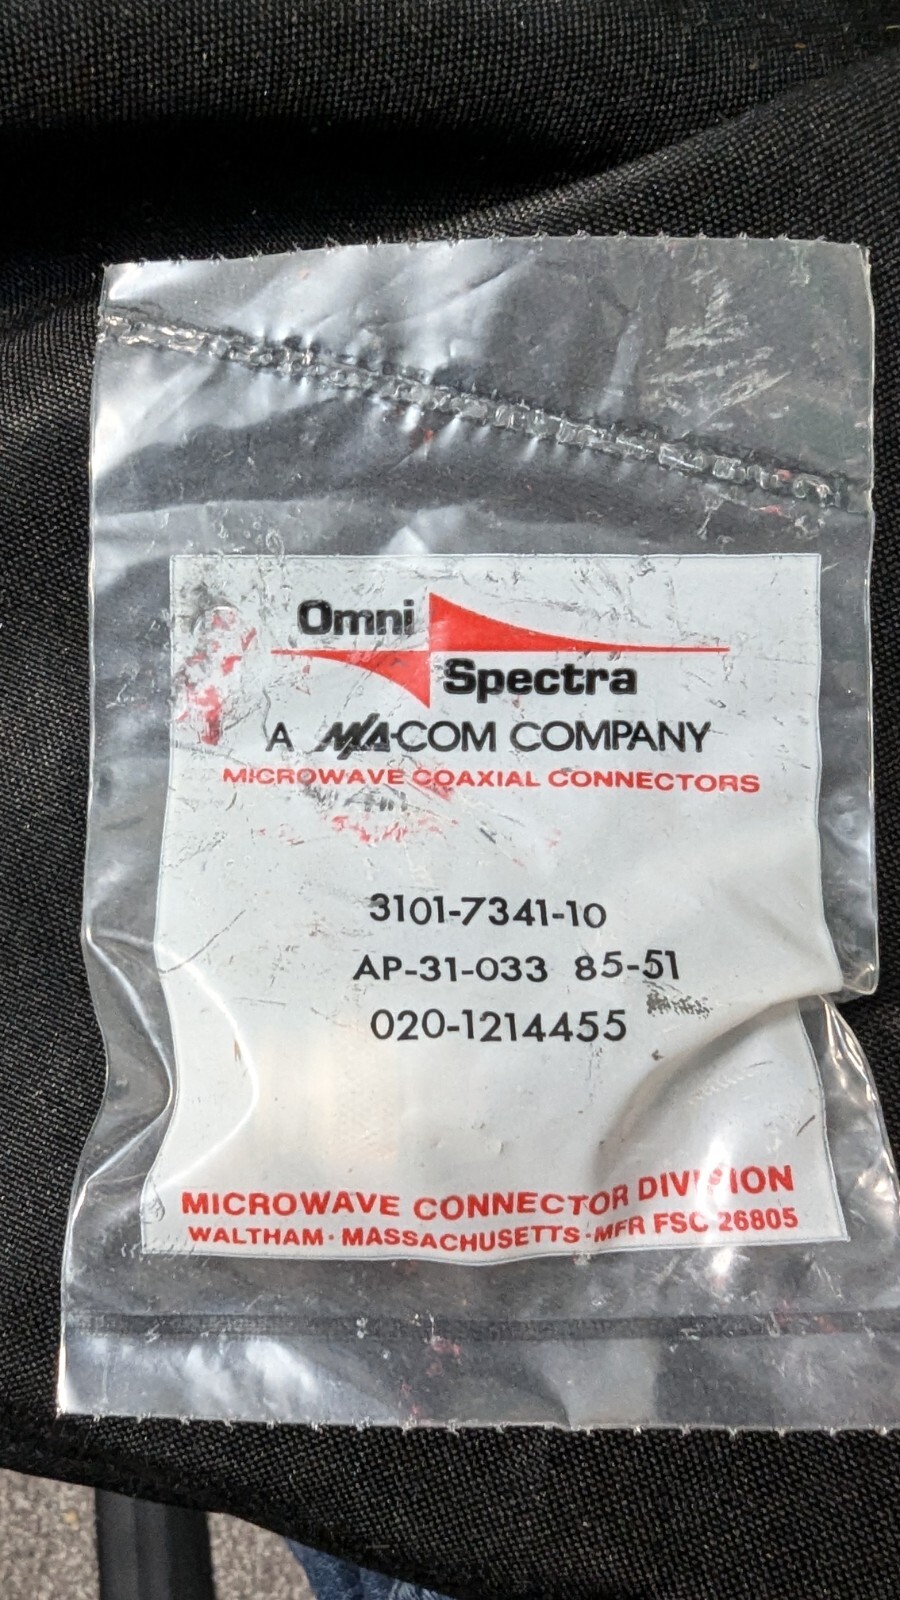 Omni
Spectra
A M/A-COM COMPANY
MICROWAVE COAXIAL CONNECTORS
3101-7341-10
AP-31-033 85-51
020-1214455
MICROWAVE CONNECTOR DIVISION
WALTHAM · MASSACHUSETTS · MFR FSC 26805